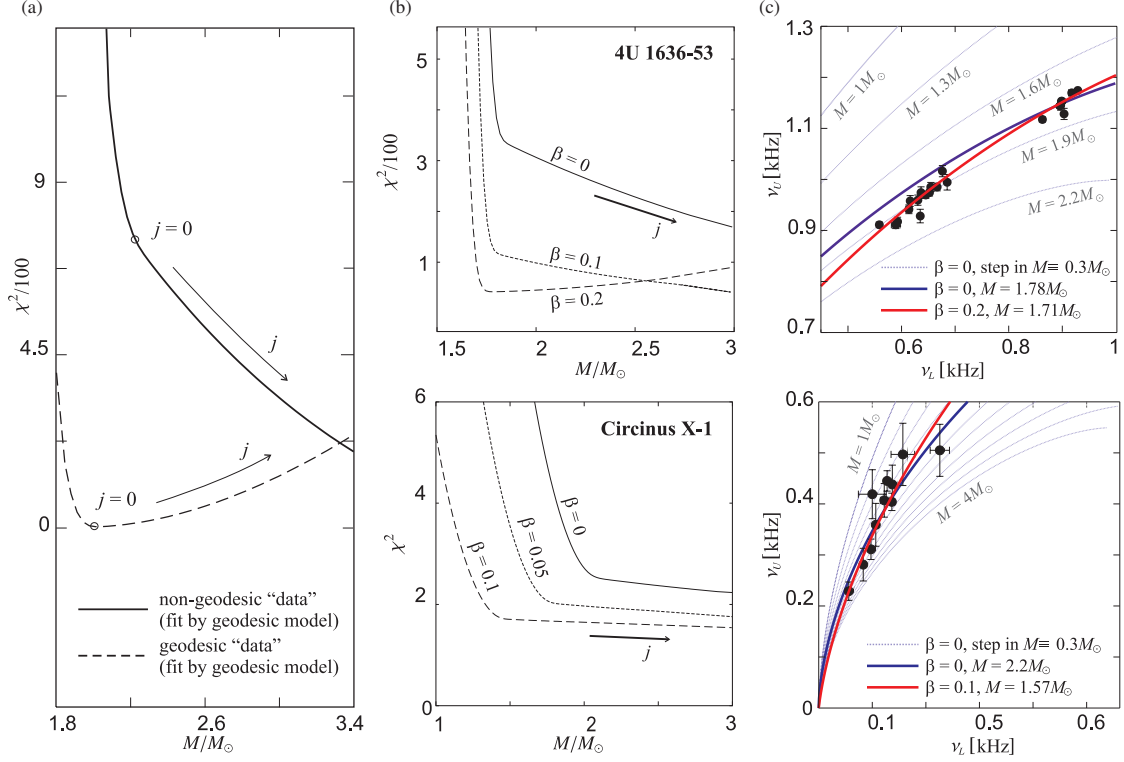 (a)
9
4.5
0
χ²/100
j = 0
j
j = 0
j
non-geodesic “data”
(fit by geodesic model)
geodesic “data”
(fit by geodesic model)
1.8
2.6
3.4
M/M⊙
(b)
4U 1636-53
5
3
1
χ²/100
β = 0
j
β = 0.1
β = 0.2
1.5
2
2.5
3
M/M⊙
Circinus X-1
6
4
2
0
χ²
β = 0
β = 0.05
β = 0.1
j
1
2
3
M/M⊙
(c)
1.3
1.1
0.9
0.7
ν_U [kHz]
M = 1M⊙
M = 1.3M⊙
M = 1.6M⊙
M = 1.9M⊙
M = 2.2M⊙
β = 0, step in M ≡ 0.3M⊙
β = 0, M = 1.78M⊙
β = 0.2, M = 1.71M⊙
0.6
0.8
1
ν_L [kHz]
0.6
0.4
0.2
0
ν_U [kHz]
M = 1M⊙
M = 4M⊙
β = 0, step in M ≡ 0.3M⊙
β = 0, M = 2.2M⊙
β = 0.1, M = 1.57M⊙
0.1
0.5
0.6
ν_L [kHz]